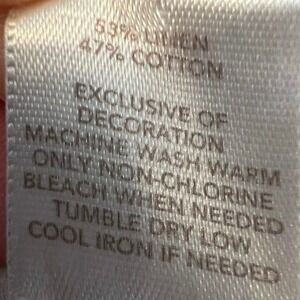 53% LINEN
47% COTTON
EXCLUSIVE OF
DECORATION
MACHINE WASH WARM
ONLY NON-CHLORINE
BLEACH WHEN NEEDED
TUMBLE DRY LOW
COOL IRON IF NEEDED